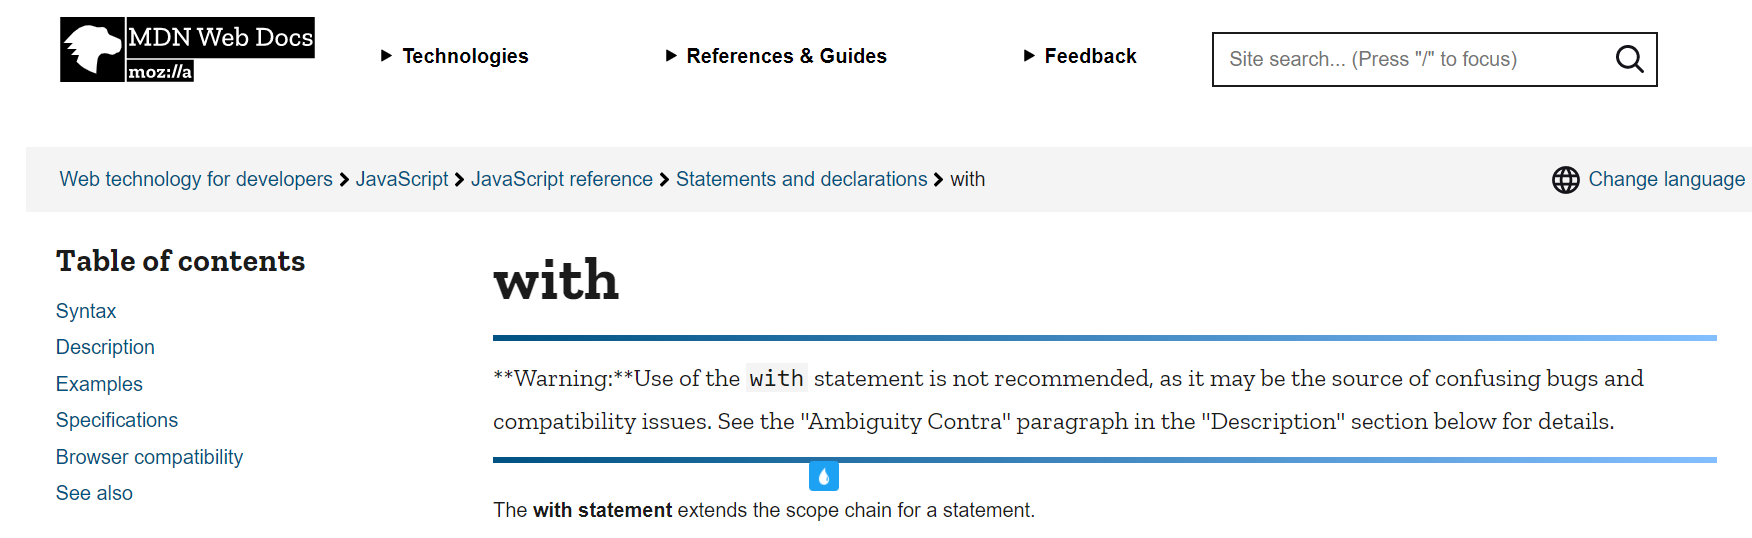 MDN Web Docs
moz://a
Technologies
References & Guides
Feedback
Site search... (Press "/" to focus)
Web technology for developers
JavaScript
JavaScript reference
Statements and declarations
with
Change language
Table of contents
Syntax
Description
Examples
Specifications
Browser compatibility
See also
with
**Warning:**Use of the with statement is not recommended, as it may be the source of confusing bugs and
compatibility issues. See the "Ambiguity Contra" paragraph in the "Description" section below for details.
The with statement extends the scope chain for a statement.